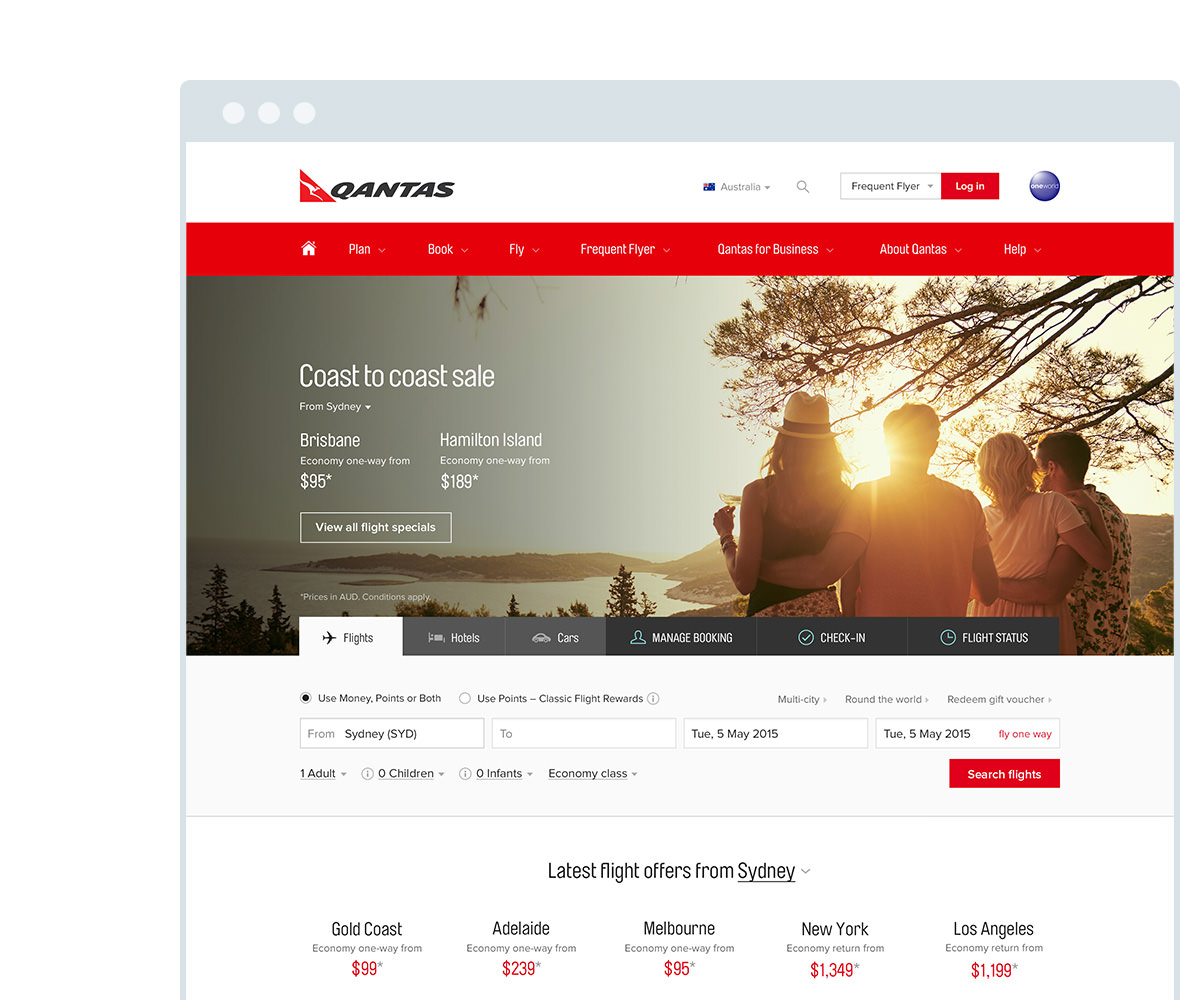 QANTAS
Australia
Frequent Flyer
Log in
oneworld
Plan
Book
Fly
Frequent Flyer
Qantas for Business
About Qantas
Help
Coast to coast sale
From Sydney
Brisbane
Economy one-way from
$95*
Hamilton Island
Economy one-way from
$189*
View all flight specials
*Prices in AUD. Conditions apply.
Flights
Hotels
Cars
MANAGE BOOKING
CHECK-IN
FLIGHT STATUS
Use Money, Points or Both
Use Points – Classic Flight Rewards
Multi-city
Round the world
Redeem gift voucher
From Sydney (SYD)
To
Tue, 5 May 2015
Tue, 5 May 2015
fly one way
1 Adult
0 Children
0 Infants
Economy class
Search flights
Latest flight offers from Sydney
Gold Coast
Economy one-way from
$99*
Adelaide
Economy one-way from
$239*
Melbourne
Economy one-way from
$95*
New York
Economy return from
$1,349*
Los Angeles
Economy return from
$1,199*